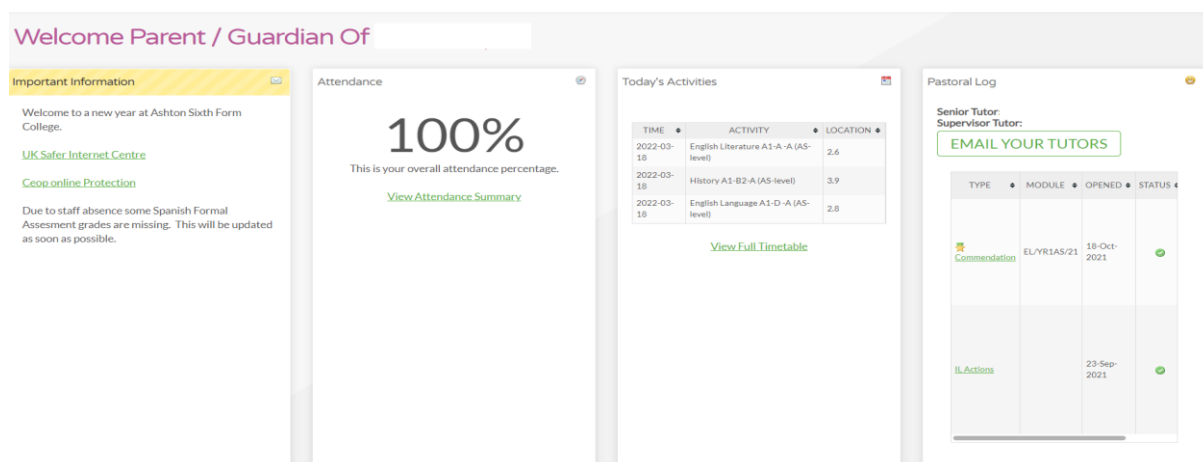 Welcome Parent / Guardian Of
Important Information
Welcome to a new year at Ashton Sixth Form
College.
UK Safer Internet Centre
Ceop online Protection
Due to staff absence some Spanish Formal
Assesment grades are missing. This will be updated
as soon as possible.
Attendance
100%
This is your overall attendance percentage.
View Attendance Summary
Today's Activities
TIME ACTIVITY LOCATION
2022-03-18 English Literature A1-A -A (AS-level) 2.6
2022-03-18 History A1-B2-A (AS-level) 3.9
2022-03-18 English Language A1-D -A (AS-level) 2.8
View Full Timetable
Pastoral Log
Senior Tutor:
Supervisor Tutor:
EMAIL YOUR TUTORS
TYPE MODULE OPENED STATUS
Commendation EL/YR1AS/21 18-Oct-2021
IL Actions 23-Sep-2021